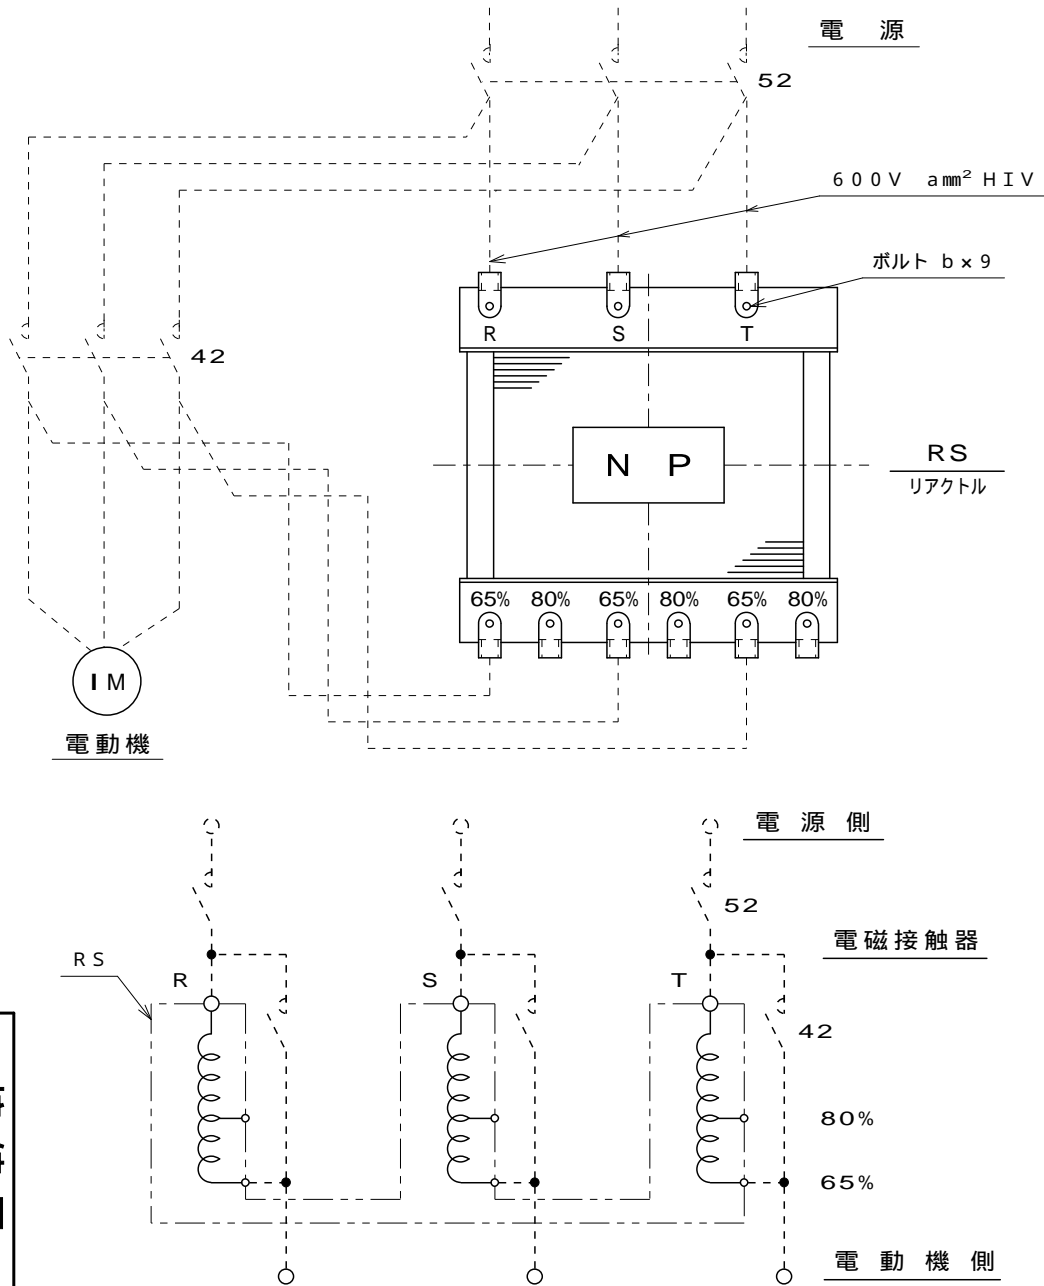 電 源
52
600V amm² HIV
ボルト b×9
R S T
42
N P
RS
リアクトル
65% 80% 65% 80% 65% 80%
IM
電動機
電 源 側
52
電磁接触器
RS
R S T
42
80%
65%
電 動 機 側